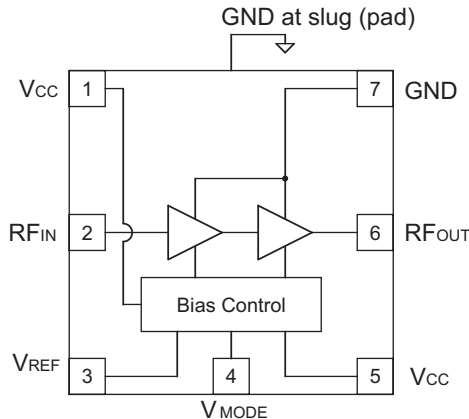 GND at slug (pad)
VCC 1 7 GND
RFIN 2 6 RFOUT
Bias Control
VREF 3 4 5 VCC
VMODE